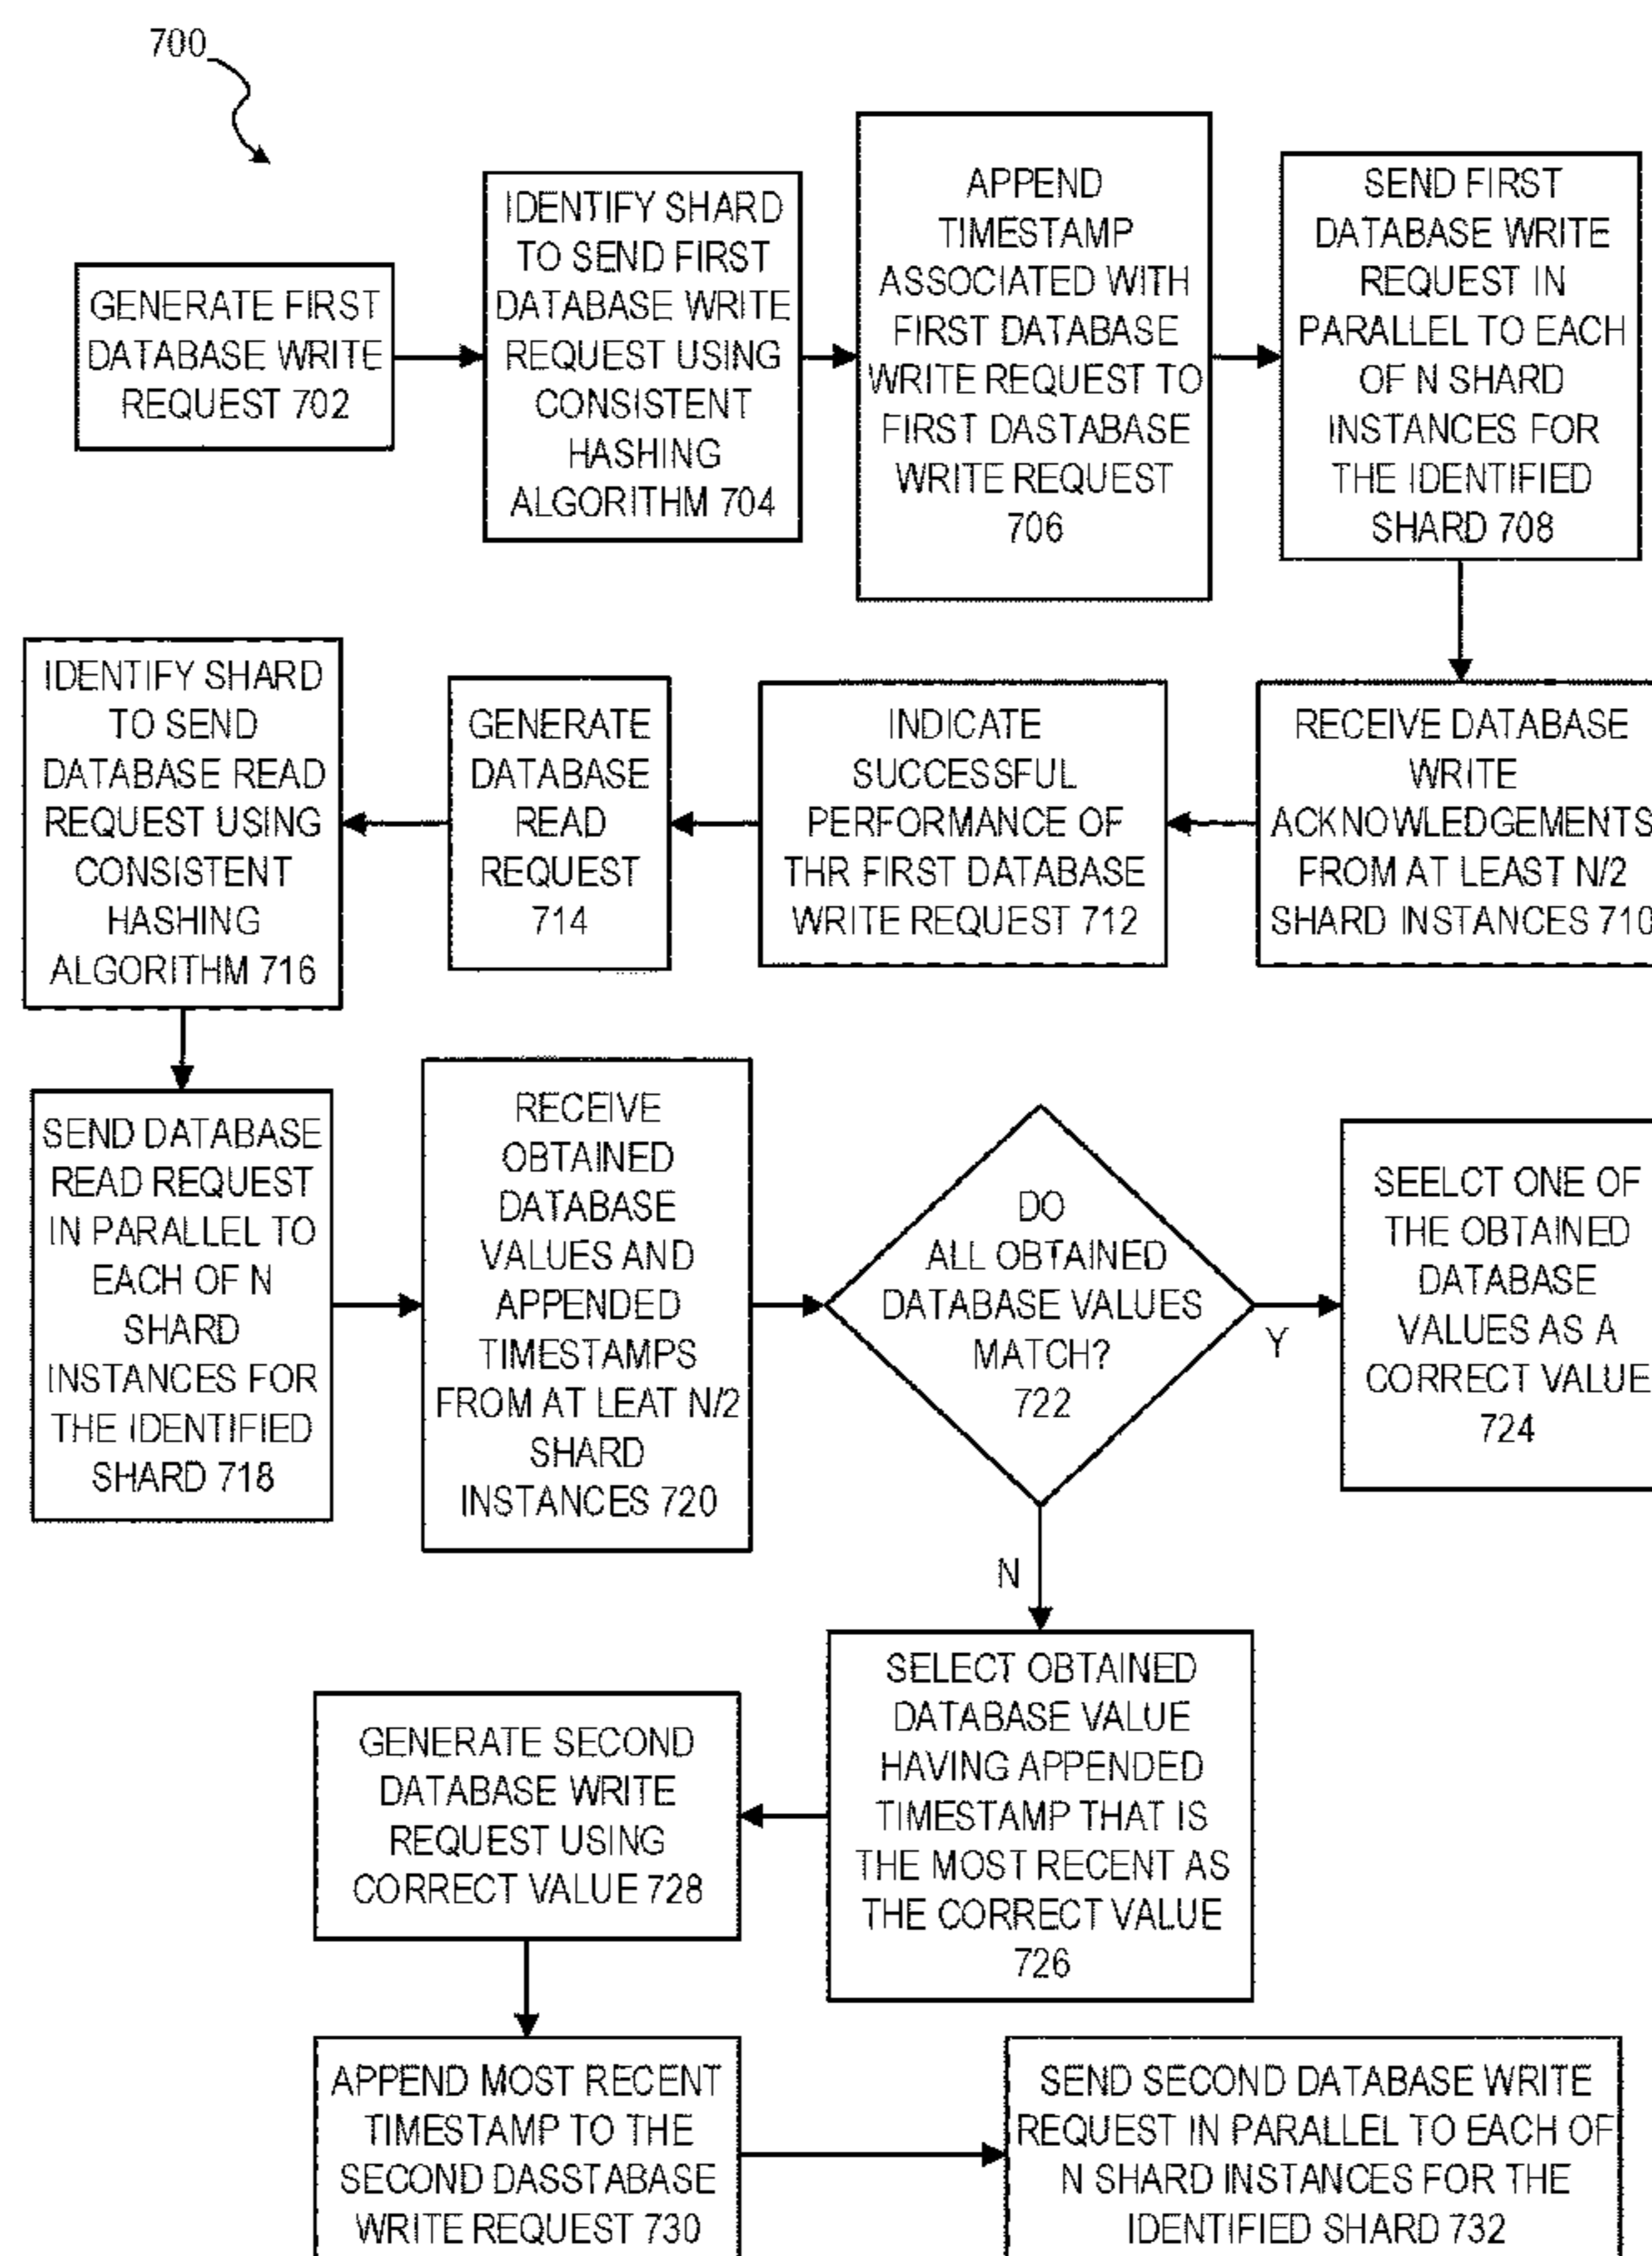 700
GENERATE FIRST
DATABASE WRITE
REQUEST 702
IDENTIFY SHARD
TO SEND FIRST
DATABASE WRITE
REQUEST USING
CONSISTENT
HASHING
ALGORITHM 704
APPEND
TIMESTAMP
ASSOCIATED WITH
FIRST DATABASE
WRITE REQUEST TO
FIRST DASTABASE
WRITE REQUEST
706
SEND FIRST
DATABASE WRITE
REQUEST IN
PARALLEL TO EACH
OF N SHARD
INSTANCES FOR
THE IDENTIFIED
SHARD 708
RECEIVE DATABASE
WRITE
ACKNOWLEDGEMENTS
FROM AT LEAST N/2
SHARD INSTANCES 710
INDICATE
SUCCESSFUL
PERFORMANCE OF
THR FIRST DATABASE
WRITE REQUEST 712
GENERATE
DATABASE
READ
REQUEST
714
IDENTIFY SHARD
TO SEND
DATABASE READ
REQUEST USING
CONSISTENT
HASHING
ALGORITHM 716
SEND DATABASE
READ REQUEST
IN PARALLEL TO
EACH OF N
SHARD
INSTANCES FOR
THE IDENTIFIED
SHARD 718
RECEIVE
OBTAINED
DATABASE
VALUES AND
APPENDED
TIMESTAMPS
FROM AT LEAT N/2
SHARD
INSTANCES 720
DO
ALL OBTAINED
DATABASE VALUES
MATCH?
722
Y
SEELCT ONE OF
THE OBTAINED
DATABASE
VALUES AS A
CORRECT VALUE
724
N
SELECT OBTAINED
DATABASE VALUE
HAVING APPENDED
TIMESTAMP THAT IS
THE MOST RECENT AS
THE CORRECT VALUE
726
GENERATE SECOND
DATABASE WRITE
REQUEST USING
CORRECT VALUE 728
APPEND MOST RECENT
TIMESTAMP TO THE
SECOND DASSTABASE
WRITE REQUEST 730
SEND SECOND DATABASE WRITE
REQUEST IN PARALLEL TO EACH OF
N SHARD INSTANCES FOR THE
IDENTIFIED SHARD 732